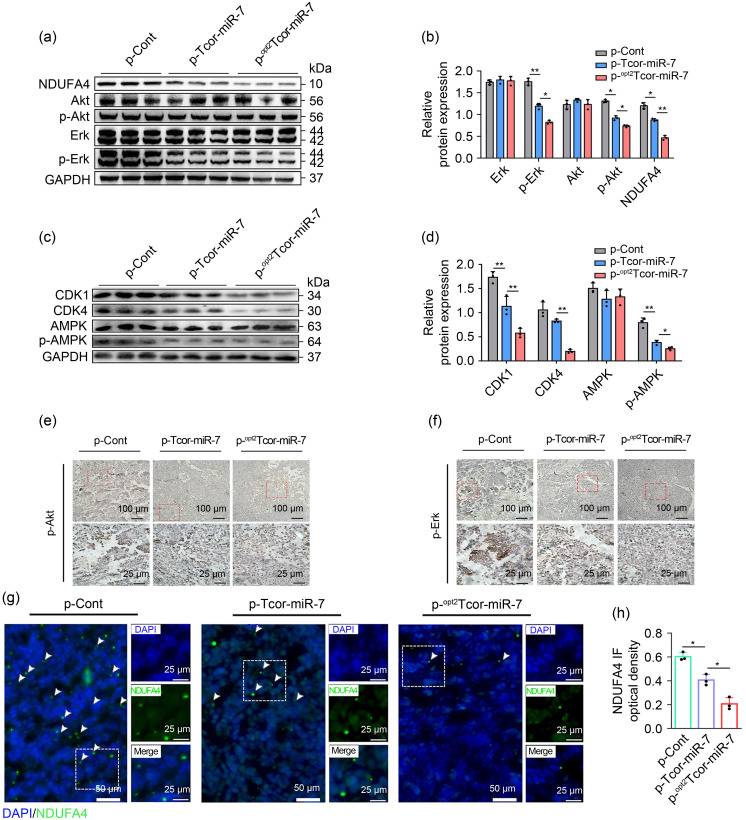 (a)
p-Cont
p-Tcor-miR-7
p-opt2Tcor-miR-7
kDa
NDUFA4
10
Akt
56
p-Akt
56
Erk
44
42
p-Erk
44
42
GAPDH
37
(b)
p-Cont
p-Tcor-miR-7
p-opt2Tcor-miR-7
Relative
protein expression
2.0
1.5
1.0
0.5
0.0
** * * * * **
Erk
p-Erk
Akt
p-Akt
NDUFA4
(c)
p-Cont
p-Tcor-miR-7
p-opt2Tcor-miR-7
kDa
CDK1
34
CDK4
30
AMPK
63
p-AMPK
64
GAPDH
37
(d)
p-Cont
p-Tcor-miR-7
p-opt2Tcor-miR-7
Relative
protein expression
2.0
1.5
1.0
0.5
0.0
** ** ** ** *
CDK1
CDK4
AMPK
p-AMPK
(e)
p-Cont
p-Tcor-miR-7
p-opt2Tcor-miR-7
p-Akt
100 μm
100 μm
100 μm
25 μm
25 μm
25 μm
(f)
p-Cont
p-Tcor-miR-7
p-opt2Tcor-miR-7
p-Erk
100 μm
100 μm
100 μm
25 μm
25 μm
25 μm
(g)
p-Cont
p-Tcor-miR-7
p-opt2Tcor-miR-7
DAPI
25 μm
NDUFA4
25 μm
Merge
50 μm
25 μm
DAPI
25 μm
NDUFA4
25 μm
Merge
50 μm
25 μm
DAPI
25 μm
NDUFA4
25 μm
Merge
50 μm
25 μm
DAPI/NDUFA4
(h)
NDUFA4 IF
optical density
0.8
0.6
0.4
0.2
0.0
* *
p-Cont
p-Tcor-miR-7
p-opt2Tcor-miR-7